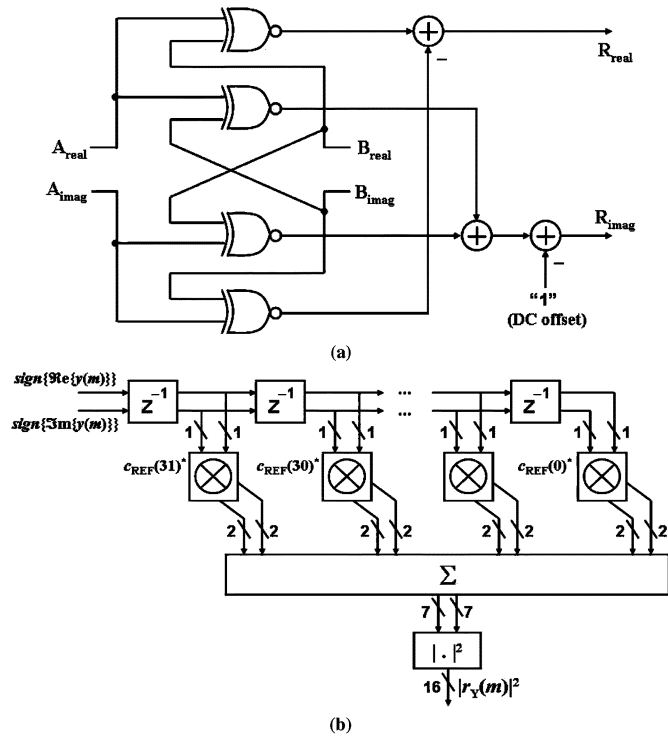 +
−
R_real
A_real
B_real
A_imag
B_imag
+
+
R_imag
−
“1”
(DC offset)
(a)
sign{ℜe{y(m)}}
sign{ℑm{y(m)}}
z⁻¹
z⁻¹
...
...
z⁻¹
1 1 1 1 1 1 1 1
c_REF(31)* c_REF(30)* c_REF(0)*
2 2 2 2 2 2 2 2
Σ
7 7
| . |²
16 |r_Y(m)|²
(b)